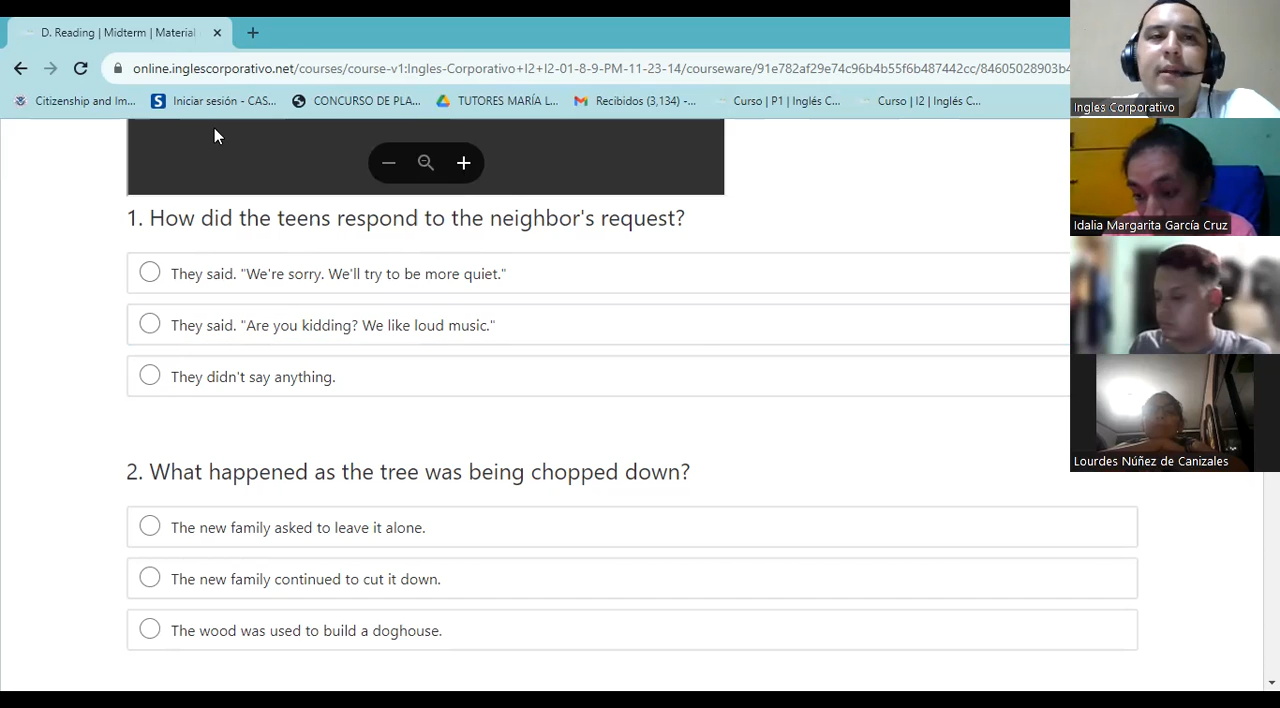 D. Reading | Midterm | Material
online.inglescorporativo.net/courses/course-v1:Ingles-Corporativo+I2+I2-01-8-9-PM-11-23-14/courseware/91e782af29e74c96b4b55f6b487442cc/84605028903b4
Citizenship and Im... Iniciar sesión - CAS... CONCURSO DE PLA... TUTORES MARÍA L... Recibidos (3,134) -... Curso | P1 | Inglés C... Curso | I2 | Inglés C...
Ingles Corporativo
Idalia Margarita García Cruz
Lourdes Núñez de Canizales
1. How did the teens respond to the neighbor's request?
They said. "We're sorry. We'll try to be more quiet."
They said. "Are you kidding? We like loud music."
They didn't say anything.
2. What happened as the tree was being chopped down?
The new family asked to leave it alone.
The new family continued to cut it down.
The wood was used to build a doghouse.